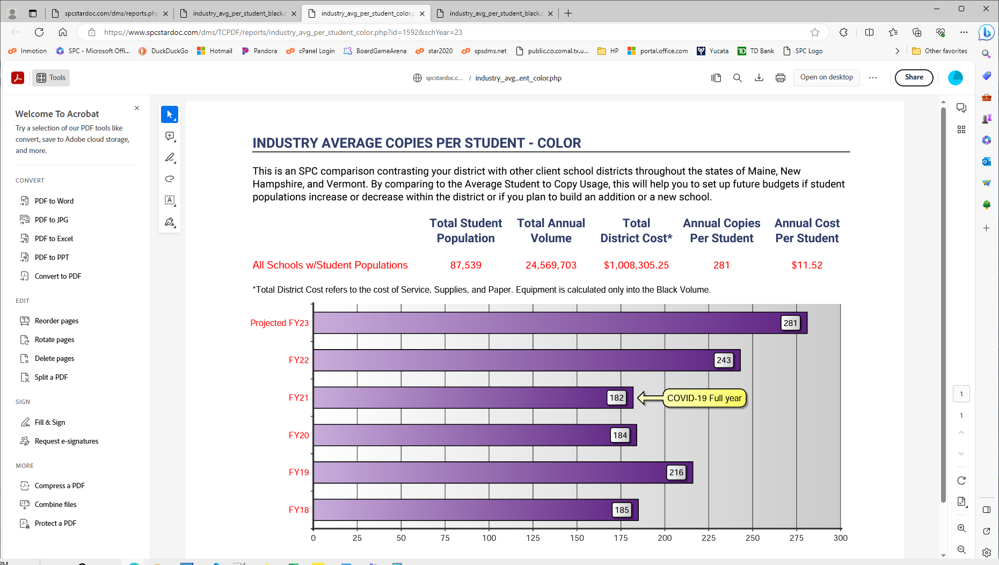 spcstardoc.com/dms/reports.php
industry_avg_per_student_black.p
industry_avg_per_student_color.p
industry_avg_per_student_black.p
https://www.spcstardoc.com/dms/TCPDF/reports/industry_avg_per_student_color.php?id=1592&schYear=23
Inmotion
SPC - Microsoft Offi...
DuckDuckGo
Hotmail
Pandora
cPanel Login
BoardGameArena
star2020
spsdms.net
public.co.comal.tx.u...
HP
portal.office.com
Yucata
TD Bank
SPC Logo
Other favorites
Tools
spcstardoc.c... / industry_avg...ent_color.php
Open on desktop
Share
Welcome To Acrobat
Try a selection of our PDF tools like
convert, save to Adobe cloud storage,
and more.
CONVERT
PDF to Word
PDF to JPG
PDF to Excel
PDF to PPT
Convert to PDF
EDIT
Reorder pages
Rotate pages
Delete pages
Split a PDF
SIGN
Fill & Sign
Request e-signatures
MORE
Compress a PDF
Combine files
Protect a PDF
INDUSTRY AVERAGE COPIES PER STUDENT - COLOR
This is an SPC comparison contrasting your district with other client school districts throughout the states of Maine, New
Hampshire, and Vermont. By comparing to the Average Student to Copy Usage, this will help you to set up future budgets if student
populations increase or decrease within the district or if you plan to build an addition or a new school.
Total Student Total Annual Total Annual Copies Annual Cost
Population Volume District Cost* Per Student Per Student
All Schools w/Student Populations 87,539 24,569,703 $1,008,305.25 281 $11.52
*Total District Cost refers to the cost of Service, Supplies, and Paper. Equipment is calculated only into the Black Volume.
Projected FY23 281
FY22 243
FY21 182 COVID-19 Full year
FY20 184
FY19 216
FY18 185
0 25 50 75 100 125 150 175 200 225 250 275 300
1
1